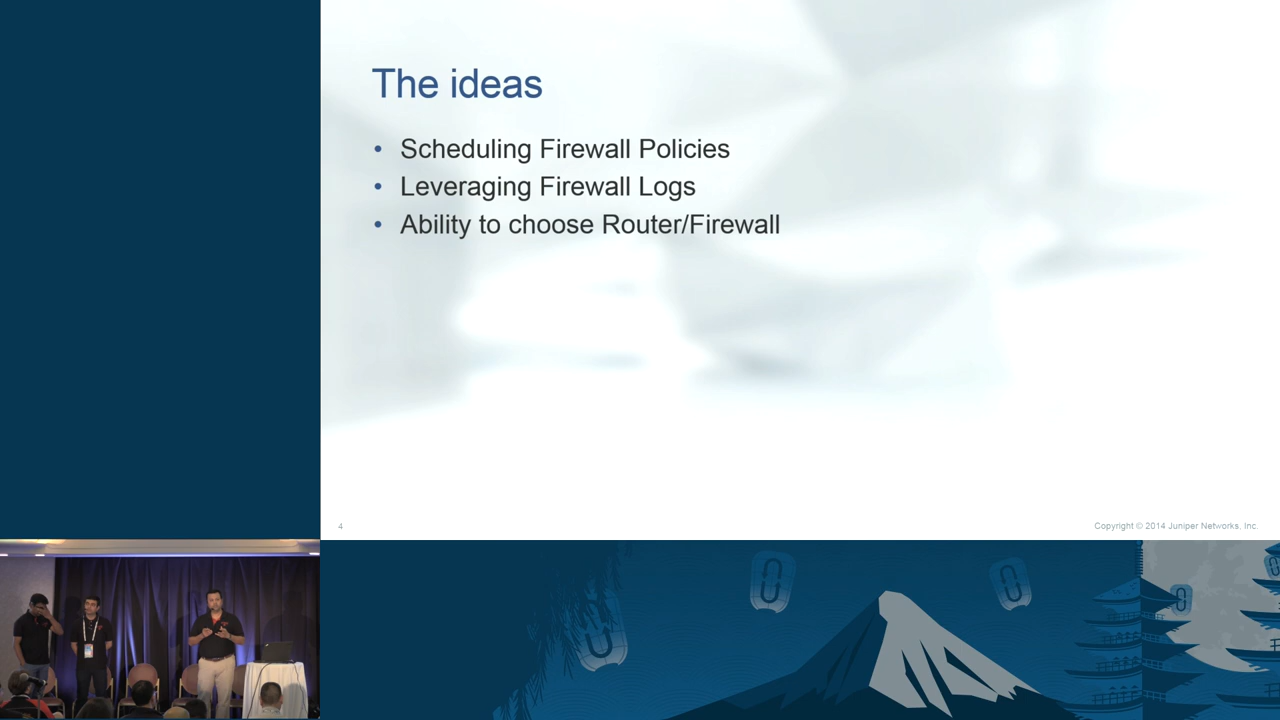 The ideas
• Scheduling Firewall Policies
• Leveraging Firewall Logs
• Ability to choose Router/Firewall
4
Copyright © 2014 Juniper Networks, Inc.